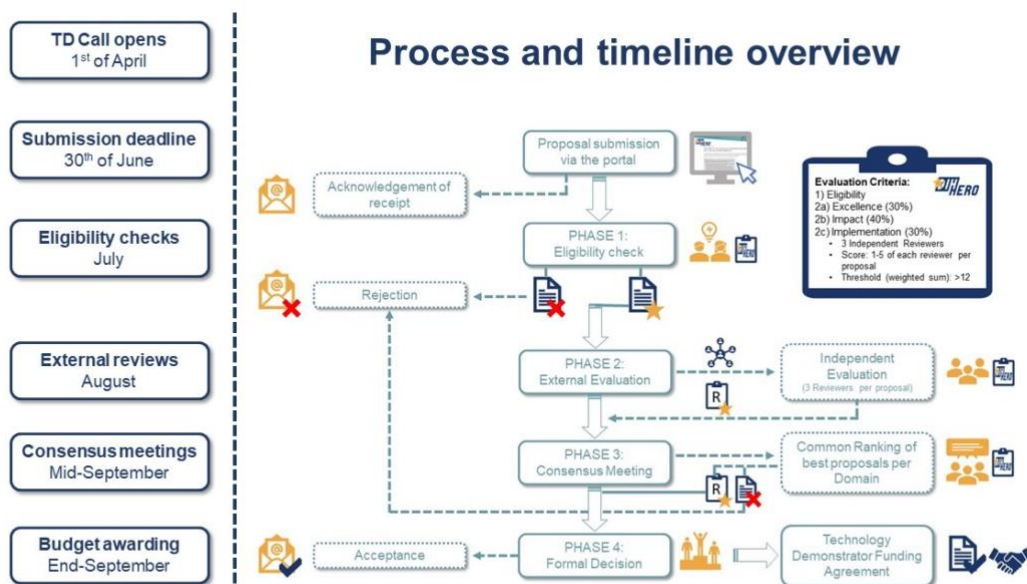 Process and timeline overview
TD Call opens
1st of April
Submission deadline
30th of June
Eligibility checks
July
External reviews
August
Consensus meetings
Mid-September
Budget awarding
End-September
Proposal submission
via the portal
Acknowledgement of
receipt
PHASE 1:
Eligibility check
Rejection
PHASE 2:
External Evaluation
Independent
Evaluation
(3 Reviewers per proposal)
PHASE 3:
Consensus Meeting
Common Ranking of
best proposals per
Domain
PHASE 4:
Formal Decision
Acceptance
Technology
Demonstrator Funding
Agreement
Evaluation Criteria:
1) Eligibility
2a) Excellence (30%)
2b) Impact (40%)
2c) Implementation (30%)
• 3 Independent Reviewers
• Score: 1-5 of each reviewer per
proposal
• Threshold (weighted sum): >12
HERO
R
R